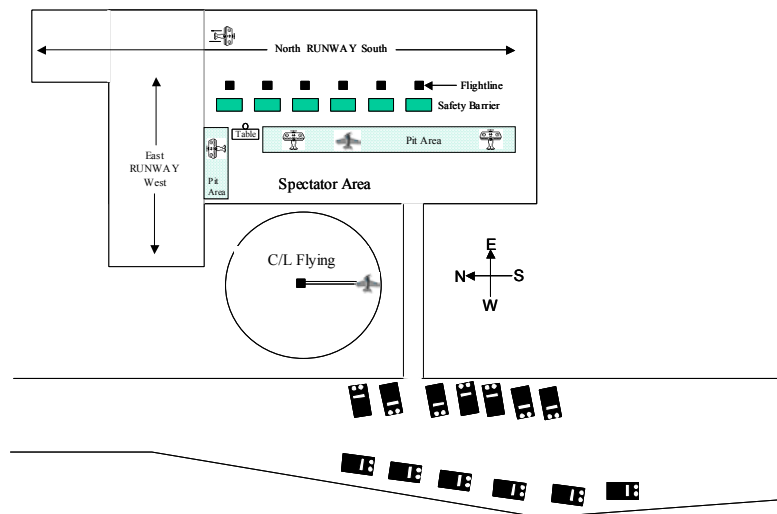 North RUNWAY South
Flightline
Safety Barrier
Table
Pit Area
East
RUNWAY
West
Pit
Area
Spectator Area
C/L Flying
E
N S
W